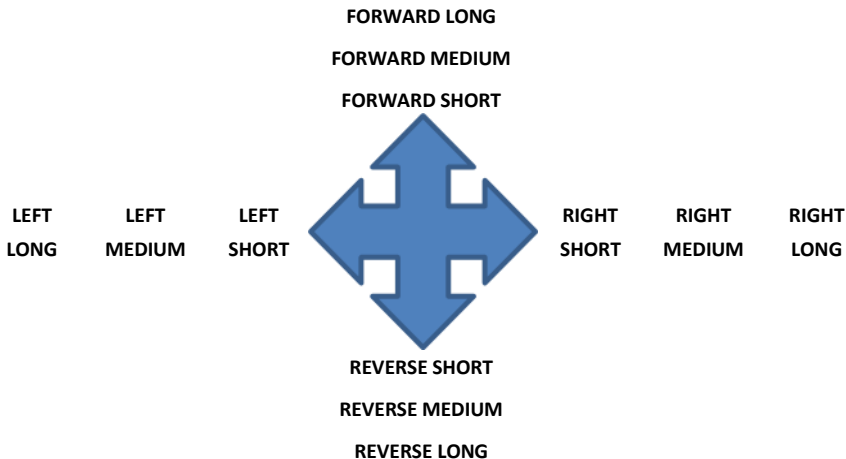 FORWARD LONG
FORWARD MEDIUM
FORWARD SHORT
LEFT LONG
LEFT MEDIUM
LEFT SHORT
RIGHT SHORT
RIGHT MEDIUM
RIGHT LONG
REVERSE SHORT
REVERSE MEDIUM
REVERSE LONG